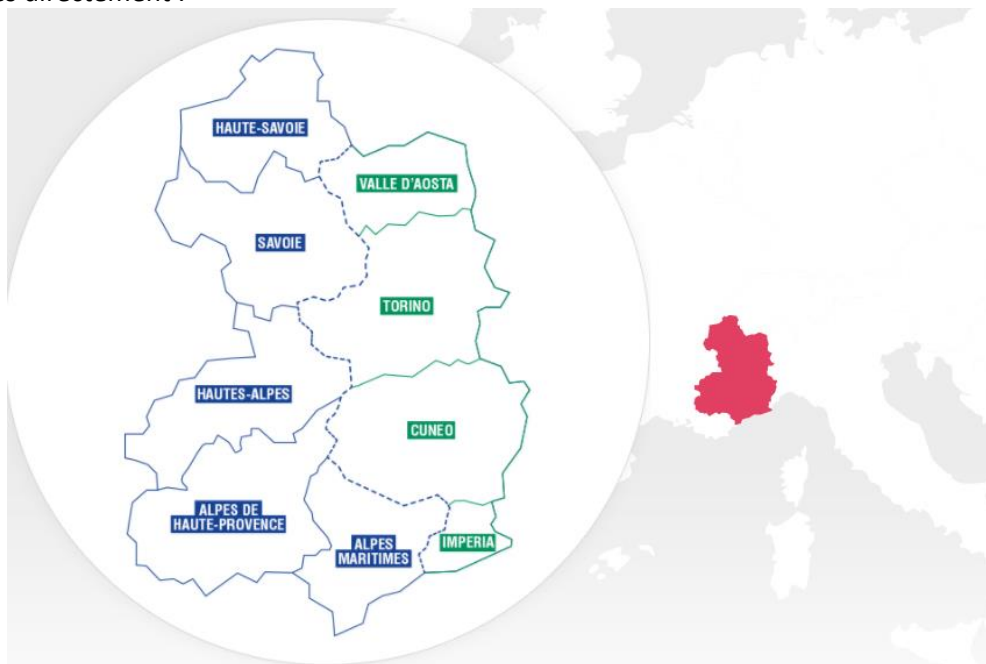 HAUTE-SAVOIE
VALLE D'AOSTA
SAVOIE
TORINO
HAUTES-ALPES
CUNEO
ALPES DE
HAUTE-PROVENCE
ALPES
MARITIMES
IMPERIA